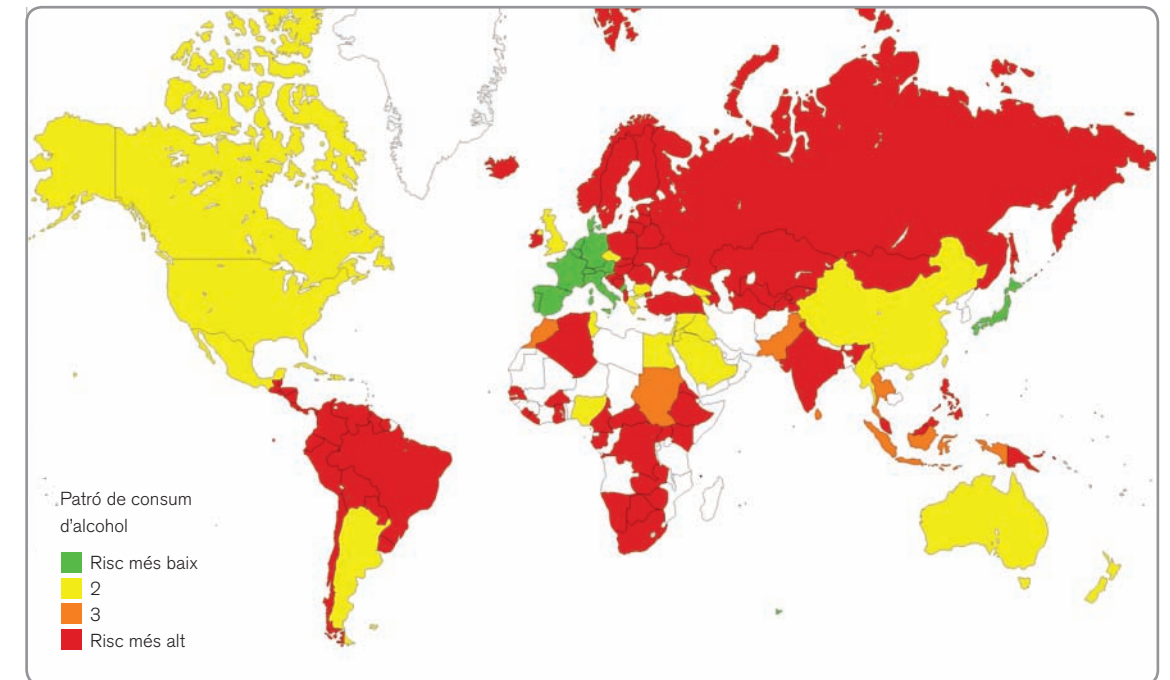 Patró de consum
d'alcohol
Risc més baix
2
3
Risc més alt